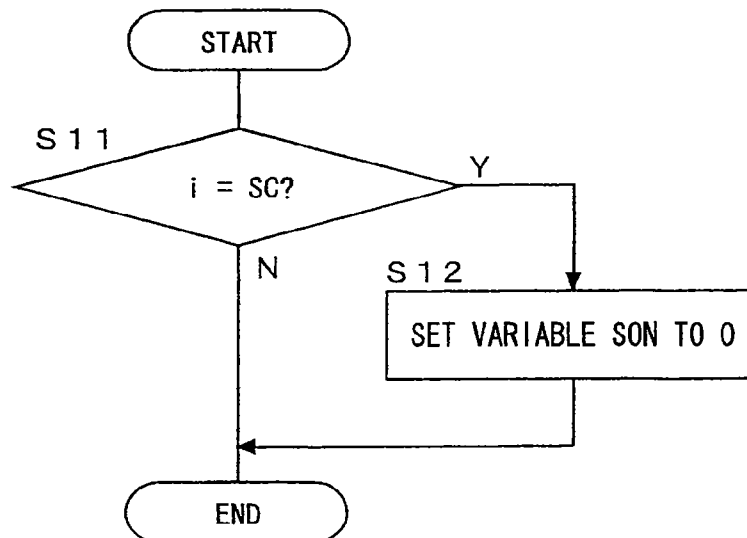 START
S11
i = SC?
Y
N
S12
SET VARIABLE SON TO 0
END